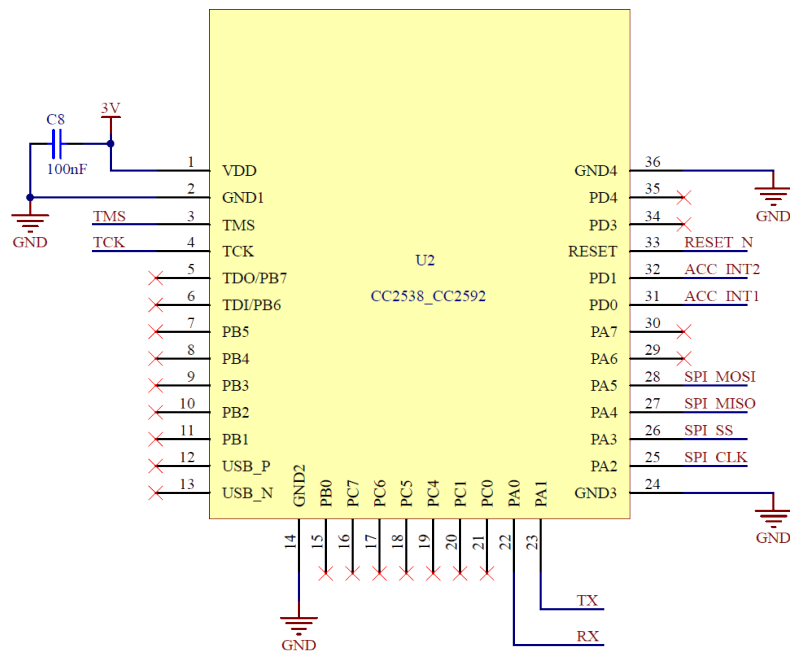 C8
3V
100nF
GND
1 VDD
2 GND1
TMS 3 TMS
TCK 4 TCK
5 TDO/PB7
6 TDI/PB6
7 PB5
8 PB4
9 PB3
10 PB2
11 PB1
12 USB_P
13 USB_N
U2
CC2538_CC2592
GND4 36
GND
PD4 35
PD3 34
RESET 33 RESET_N
PD1 32 ACC_INT2
PD0 31 ACC_INT1
PA7 30
PA6 29
PA5 28 SPI_MOSI
PA4 27 SPI_MISO
PA3 26 SPI_SS
PA2 25 SPI_CLK
GND3 24
GND
GND2 14
PB0 15
PC7 16
PC6 17
PC5 18
PC4 19
PC1 20
PC0 21
PA0 22
PA1 23
TX
RX
GND